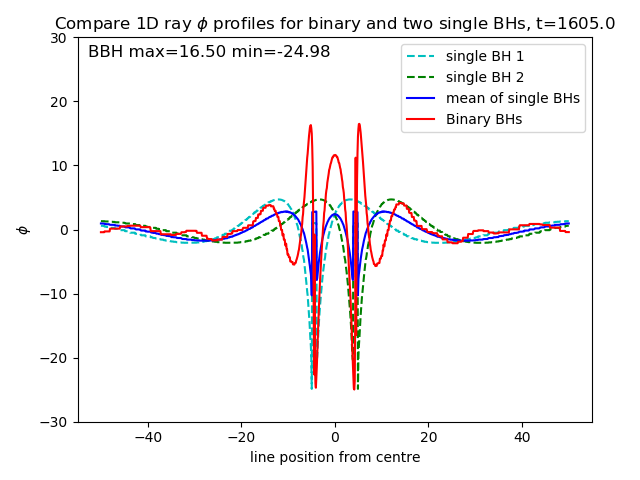 Compare 1D ray ϕ profiles for binary and two single BHs, t=1605.0
BBH max=16.50 min=-24.98
single BH 1
single BH 2
mean of single BHs
Binary BHs
30
20
10
0
−10
−20
−30
ϕ
−40
−20
0
20
40
line position from centre